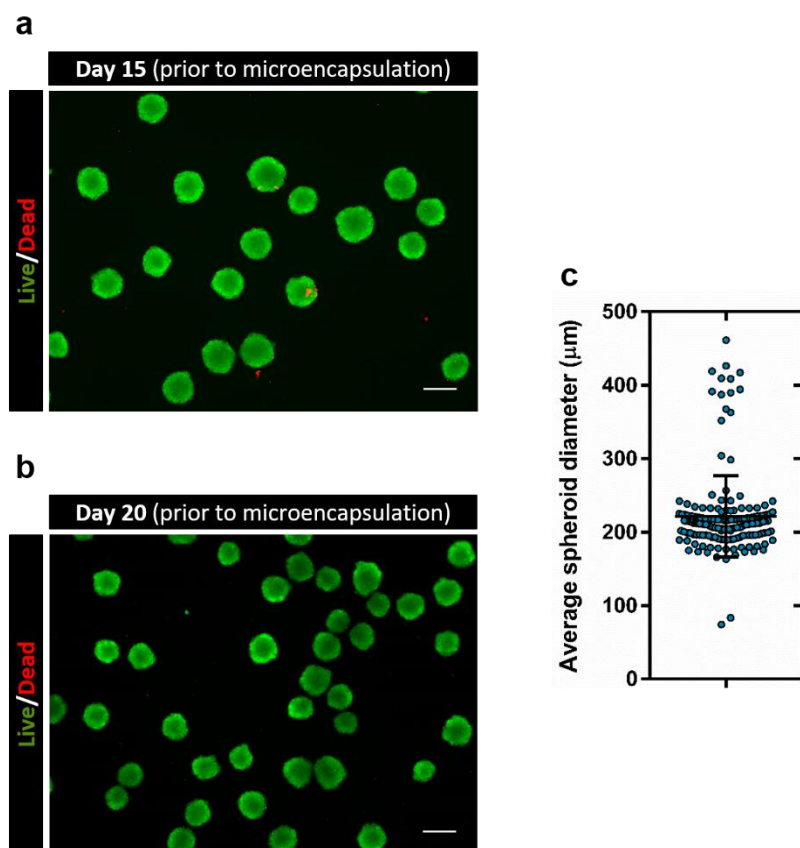 a
Day 15 (prior to microencapsulation)
Live/Dead
b
Day 20 (prior to microencapsulation)
Live/Dead
c
Average spheroid diameter (μm)
500
400
300
200
100
0